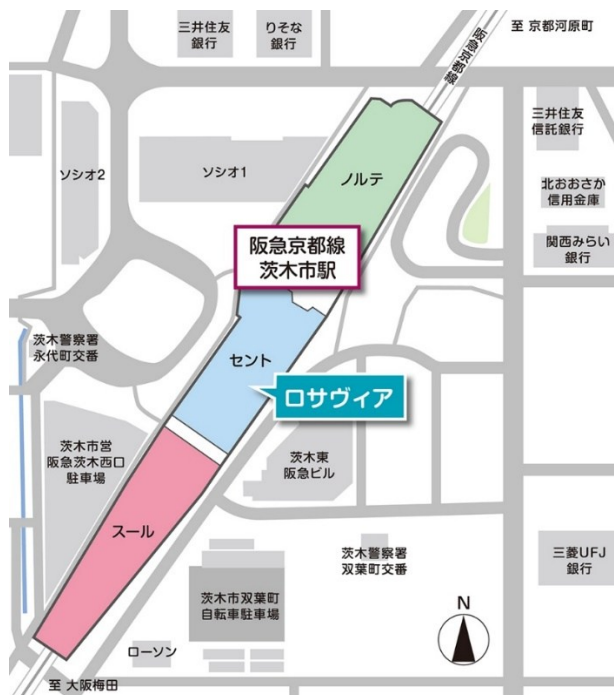 三井住友
銀行
りそな
銀行
至 京都河原町
阪急京都線
三井住友
信託銀行
ソシオ2
ソシオ1
ノルテ
北おおさか
信用金庫
阪急京都線
茨木市駅
関西みらい
銀行
茨木警察署
永代町交番
セント
ロサヴィア
茨木市営
阪急茨木西口
駐車場
茨木東
阪急ビル
スール
茨木警察署
双葉町交番
三菱UFJ
銀行
茨木市双葉町
自転車駐車場
N
ローソン
至 大阪梅田